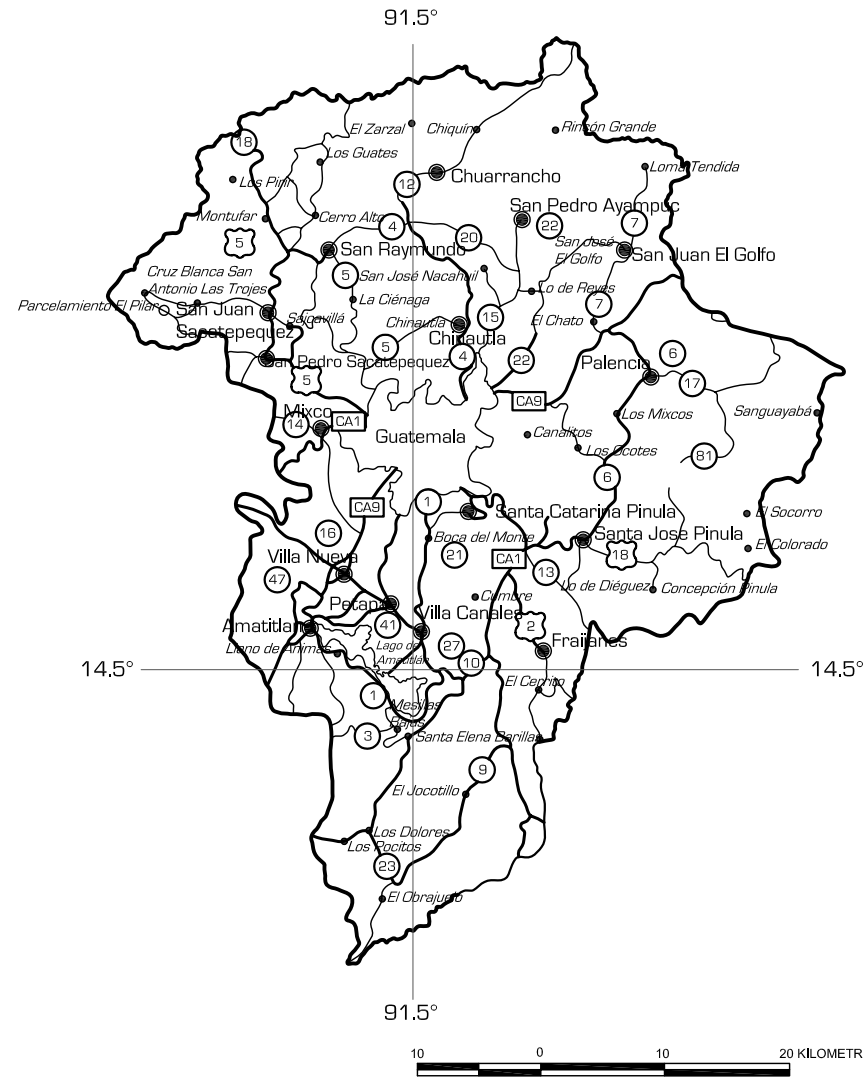 91.5°
El Zarzal
Chiquín
Rincón Grande
18
Los Guates
Loma Tendida
Los Pirir
12
Chuarrancho
Montufar
Cerro Alto
4
San Pedro Ayampuc
22
7
5
20
San Raymundo
San José
El Golfo
San Juan El Golfo
Cruz Blanca San
Antonio Las Trojes
5
San José Nacahuil
Lo de Reyes
Parcelamiento El Pilar
San Juan
Sacatepequez
Sajcavillá
La Ciénaga
7
15
El Chato
Chinautla
Chinautla
5
4
22
6
San Pedro Sacatepequez
Palencia
17
5
CA9
Mixco
14
CA1
Guatemala
Los Mixcos
Sanguayabá
Canalitos
Los Ocotes
81
6
CA9
1
Santa Catarina Pinula
El Socorro
16
Boca del Monte
Santa Jose Pinula
21
CA1
18
El Colorado
Villa Nueva
47
13
Lo de Diéguez
Concepción Pinula
Cumbre
Petapa
Villa Canales
41
2
Amatitlan
Lago de
Amatitlán
27
Fraijanes
Llano de Animas
10
14.5°
14.5°
1
Mesillas
Bajas
El Cerrito
3
Santa Elena Barillas
9
El Jocotillo
Los Dolores
Los Pocitos
23
El Obrajuelo
91.5°
10
0
10
20 KILOMETR